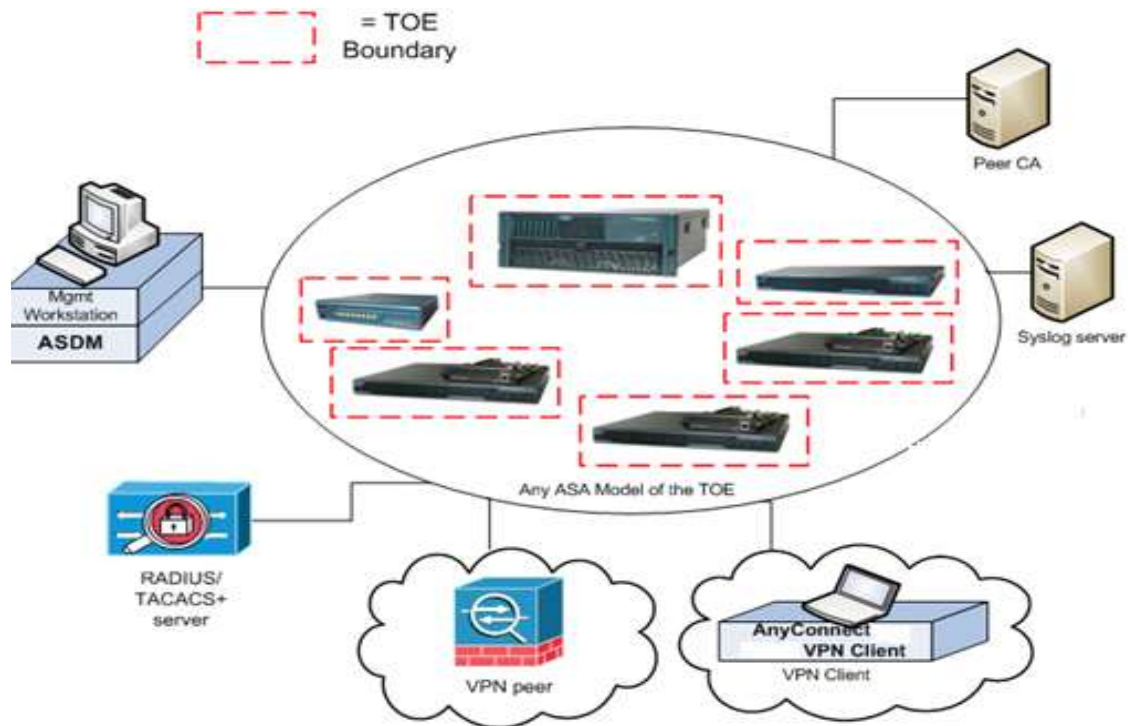 = TOE
Boundary
Peer CA
Mgmt
Workstation
ASDM
Syslog server
Any ASA Model of the TOE
RADIUS/
TACACS+
server
VPN peer
AnyConnect
VPN Client
VPN Client